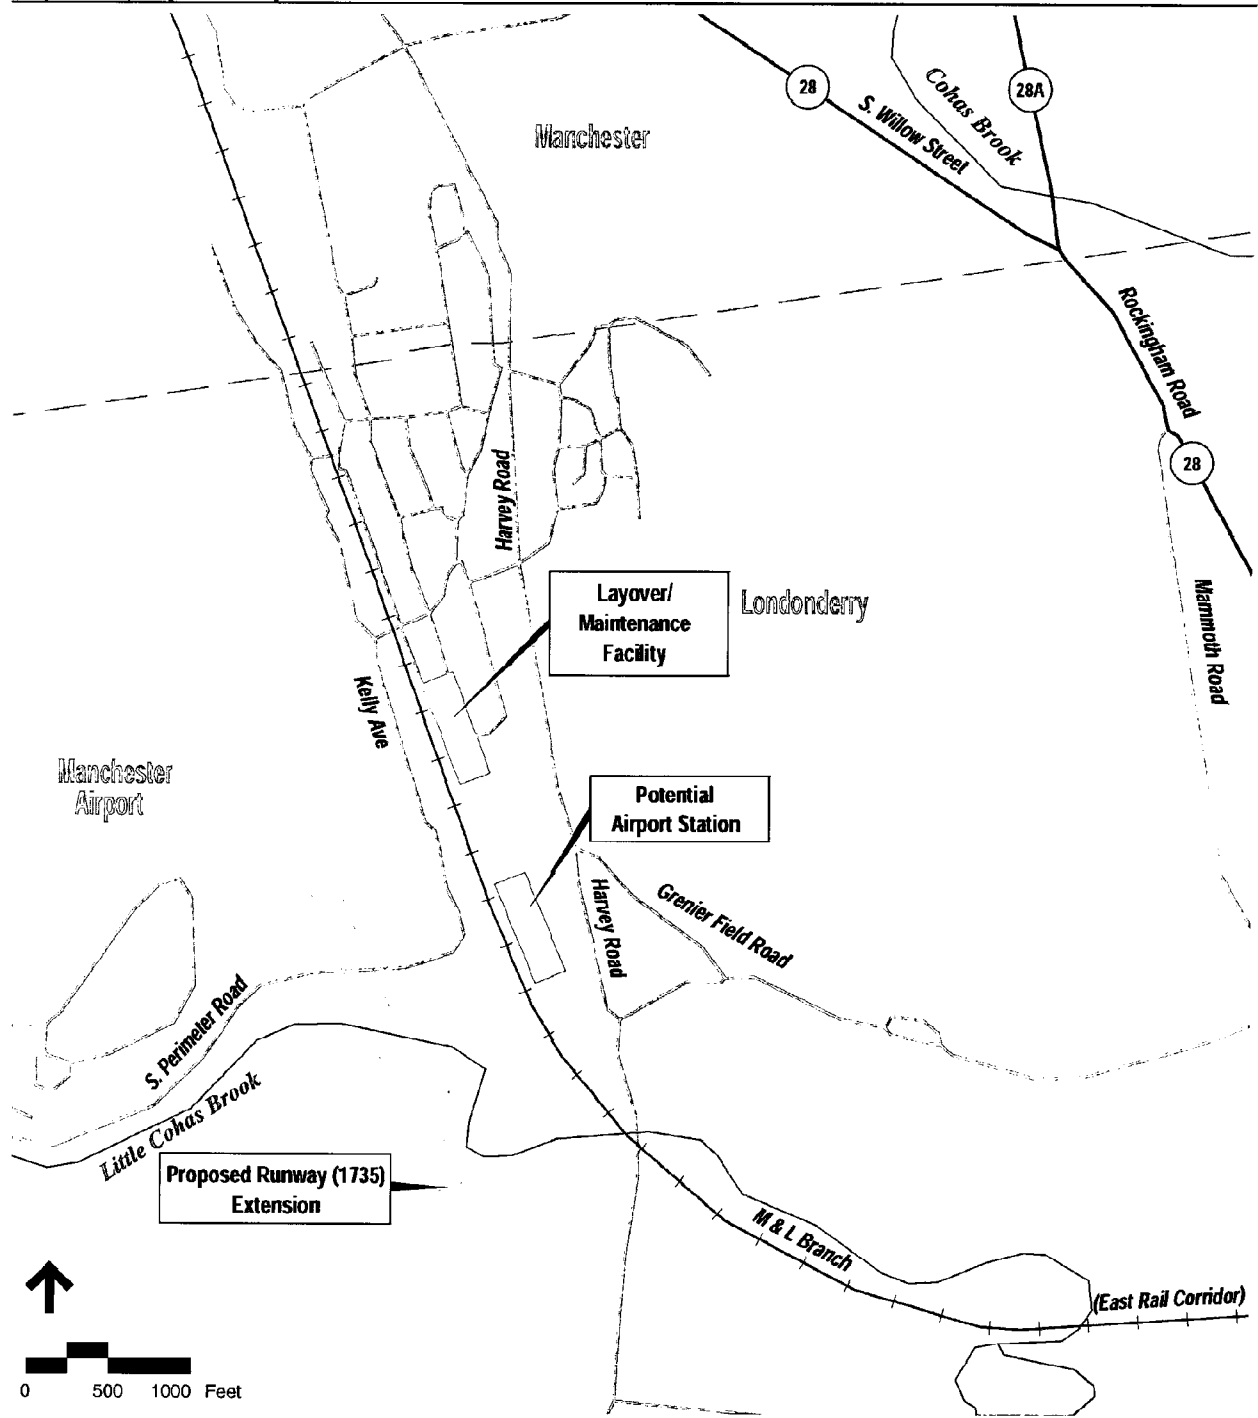 28
28A
Cohas Brook
S. Willow Street
Manchester
Rockingham Road
28
Harvey Road
Layover/
Maintenance
Facility
Londonderry
Mammoth Road
Kelly Ave
Manchester
Airport
Potential
Airport Station
Harvey Road
Grenier Field Road
S. Perimeter Road
Little Cohas Brook
Proposed Runway (1735)
Extension
M & L Branch
(East Rail Corridor)
0 500 1000 Feet